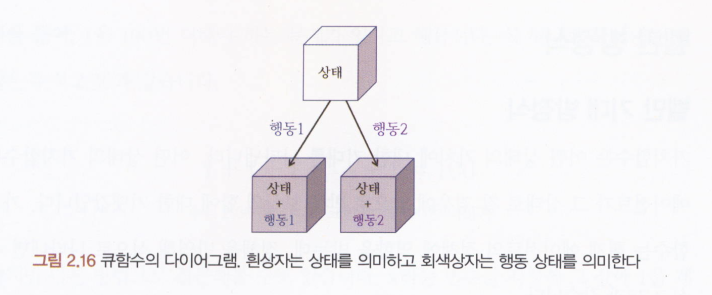 상태
행동1 행동2
상태 상태
+ +
행동1 행동2
그림 2.16 큐함수의 다이어그램. 흰상자는 상태를 의미하고 회색상자는 행동 상태를 의미한다